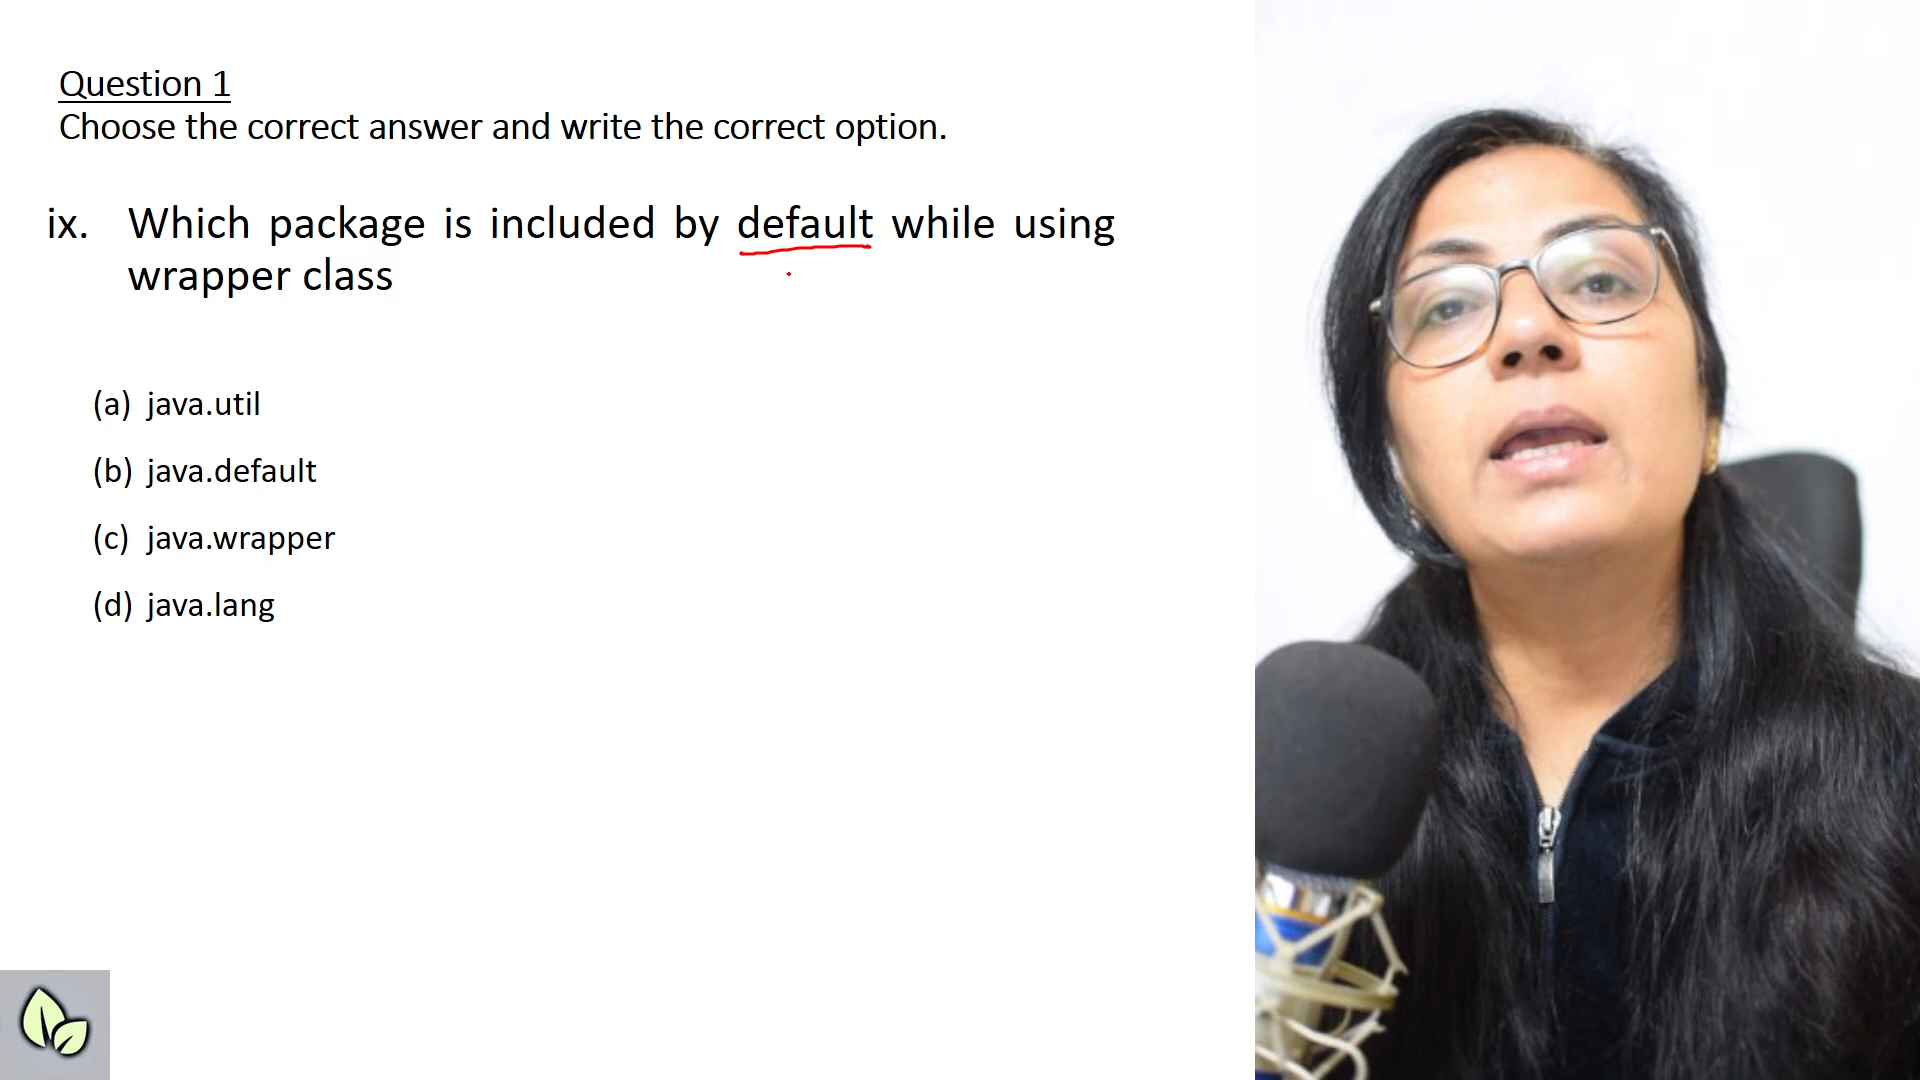 Question 1
Choose the correct answer and write the correct option.
ix. Which package is included by default while using
wrapper class
(a) java.util
(b) java.default
(c) java.wrapper
(d) java.lang